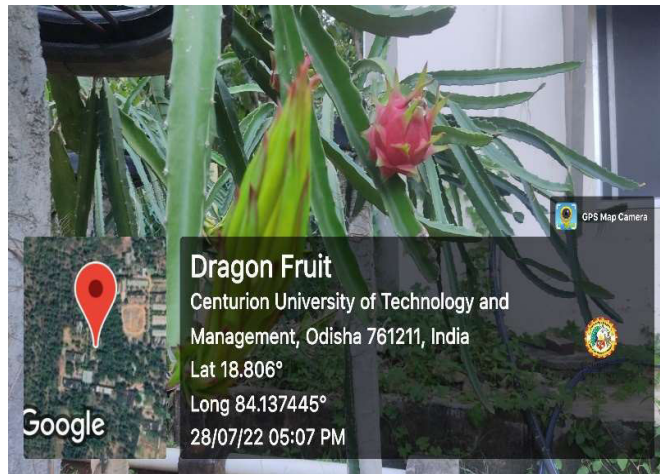 GPS Map Camera
Dragon Fruit
Centurion University of Technology and
Management, Odisha 761211, India
Lat 18.806°
Long 84.137445°
28/07/22 05:07 PM
Google